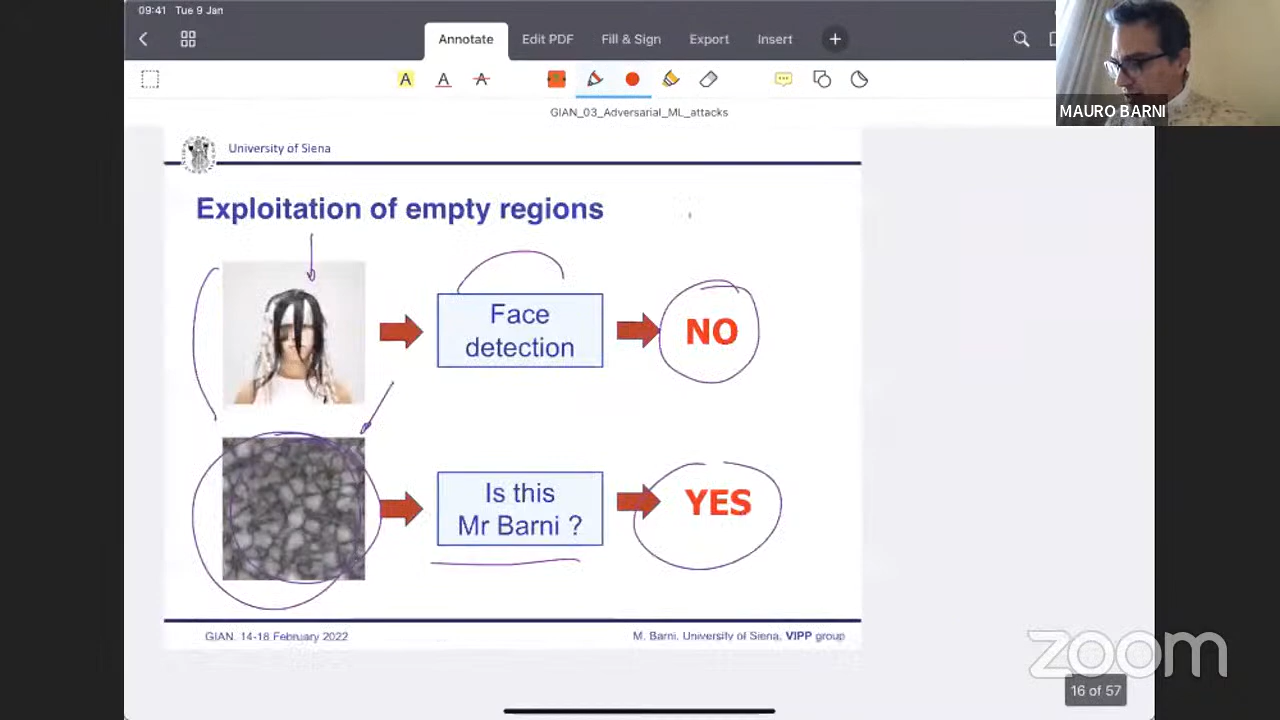 09:41 Tue 9 Jan
Annotate Edit PDF Fill & Sign Export Insert +
A A A
GIAN_03_Adversarial_ML_attacks
MAURO BARNI
University of Siena
Exploitation of empty regions
Face
detection
NO
Is this
Mr Barni ?
YES
GIAN, 14-18 February 2022
M. Barni, University of Siena, VIPP group
zoom
16 of 57